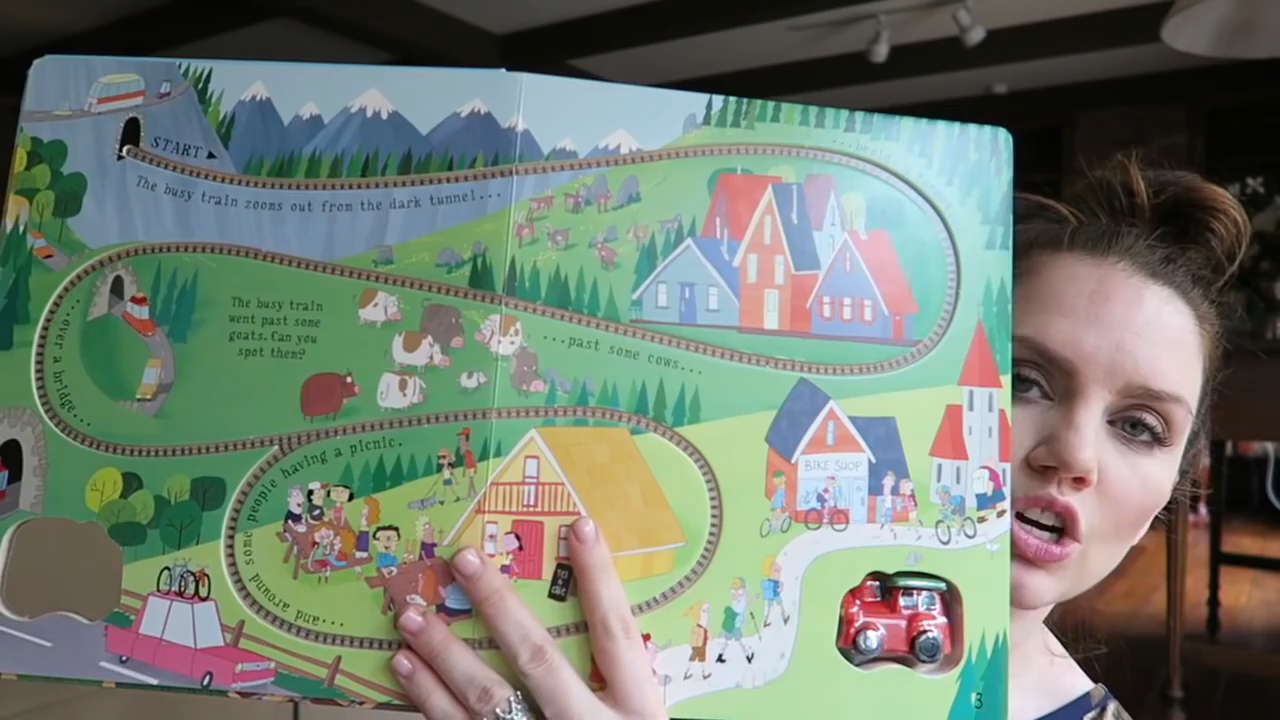 START
The busy train zooms out from the dark tunnel...
The busy train
went past some
goats. Can you
spot them?
...past some cows...
...over a bridge...
...and around some people having a picnic.
BIKE SHOP
3